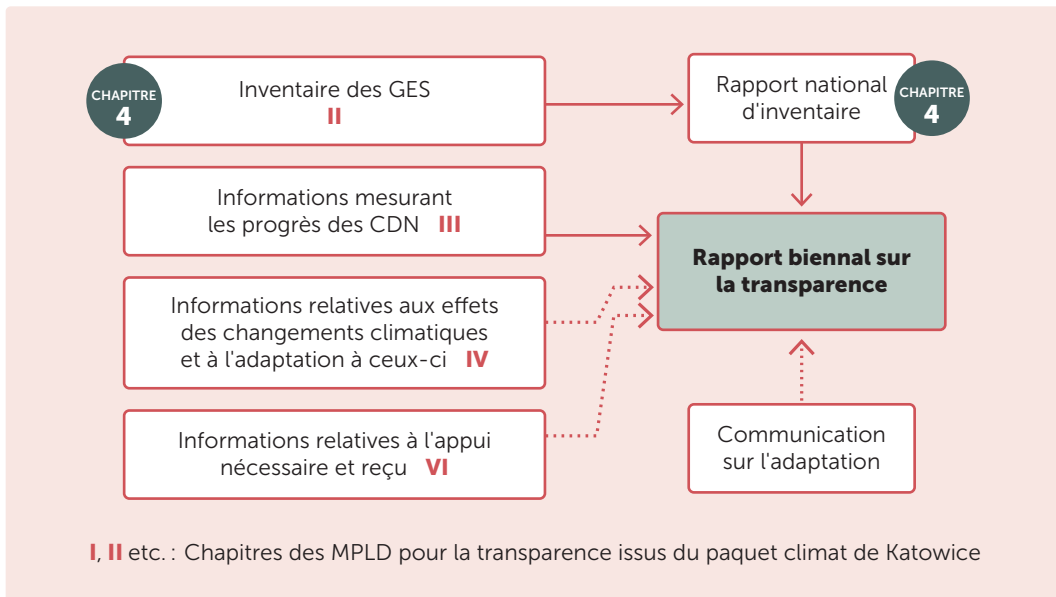 CHAPITRE
4
Inventaire des GES
II
Rapport national
d'inventaire
CHAPITRE
4
Informations mesurant
les progrès des CDN III
Rapport biennal sur
la transparence
Informations relatives aux effets
des changements climatiques
et à l'adaptation à ceux-ci IV
Informations relatives à l'appui
nécessaire et reçu VI
Communication
sur l'adaptation
I, II etc. : Chapitres des MPLD pour la transparence issus du paquet climat de Katowice